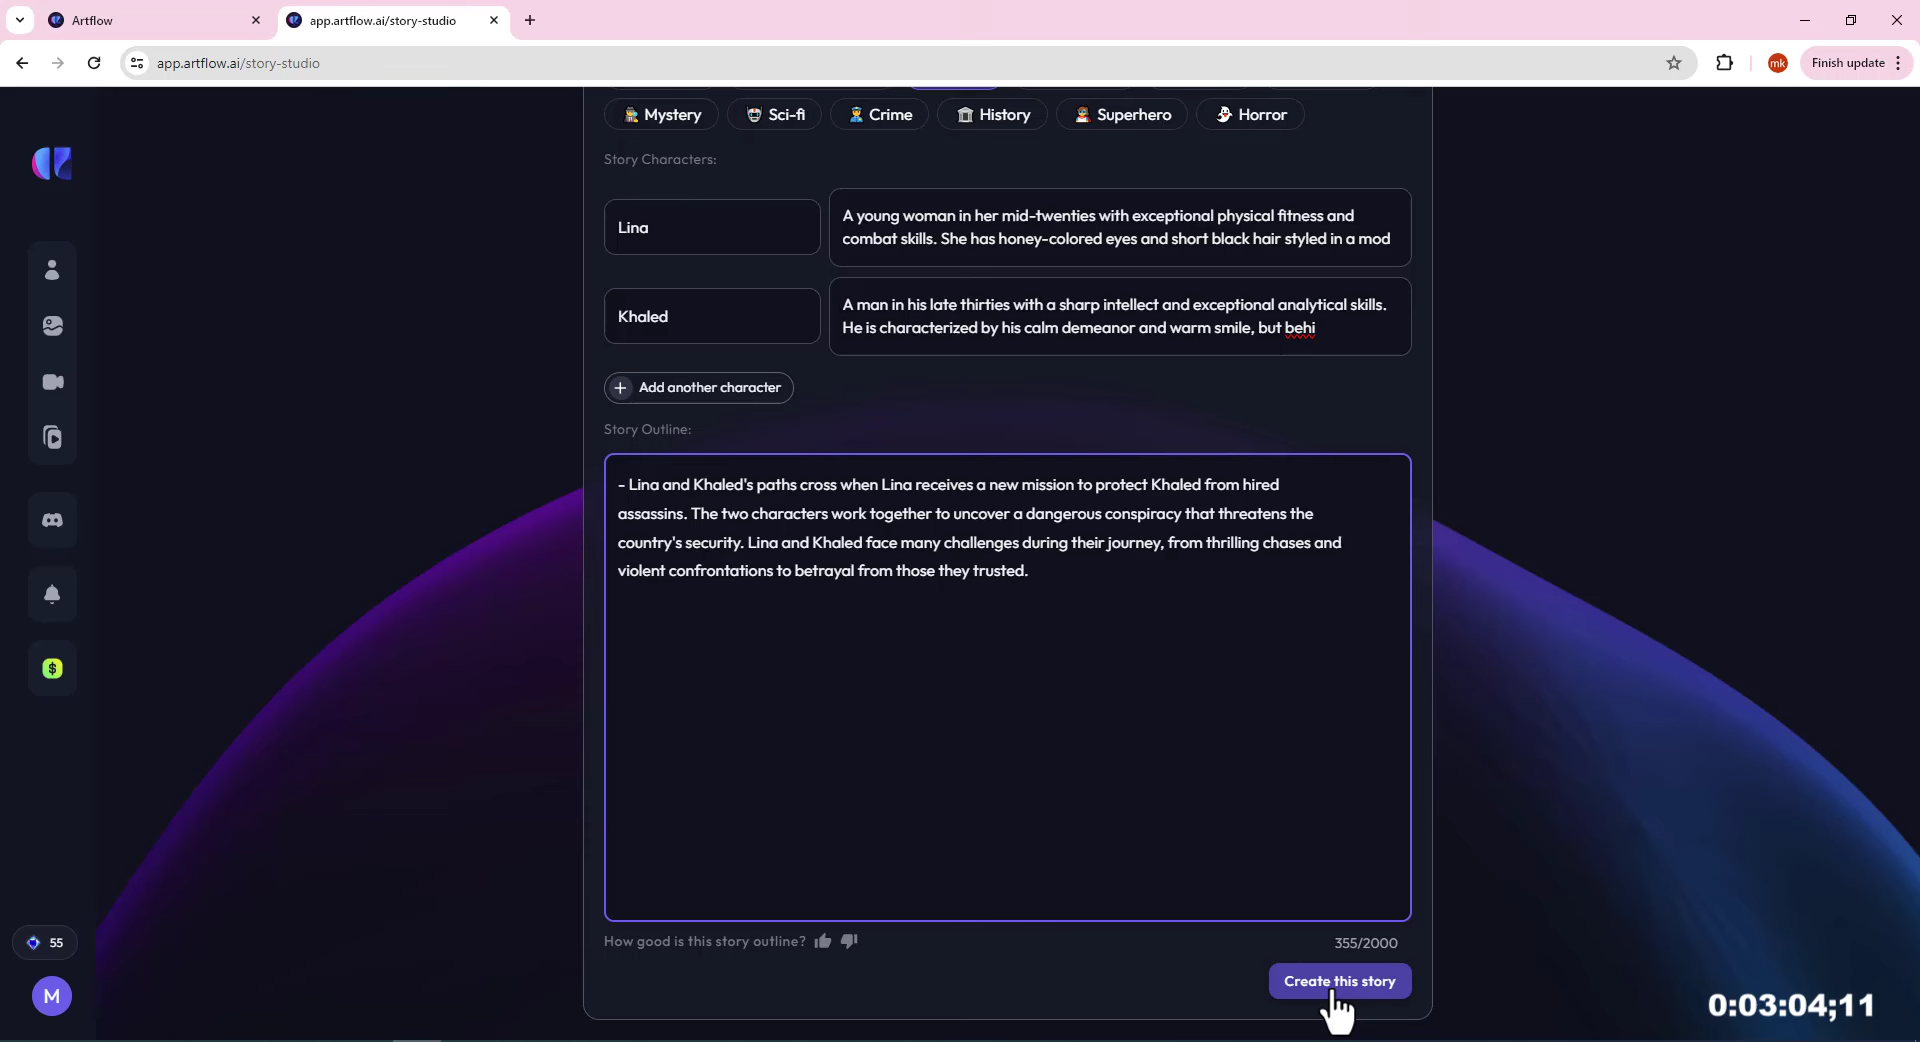 Artflow
app.artflow.ai/story-studio
app.artflow.ai/story-studio
mk
Finish update
Mystery
Sci-fi
Crime
History
Superhero
Horror
Story Characters:
Lina
A young woman in her mid-twenties with exceptional physical fitness and
combat skills. She has honey-colored eyes and short black hair styled in a mod
Khaled
A man in his late thirties with a sharp intellect and exceptional analytical skills.
He is characterized by his calm demeanor and warm smile, but behi
Add another character
Story Outline:
- Lina and Khaled's paths cross when Lina receives a new mission to protect Khaled from hired
assassins. The two characters work together to uncover a dangerous conspiracy that threatens the
country's security. Lina and Khaled face many challenges during their journey, from thrilling chases and
violent confrontations to betrayal from those they trusted.
How good is this story outline?
355/2000
Create this story
55
M
0:03:04;11